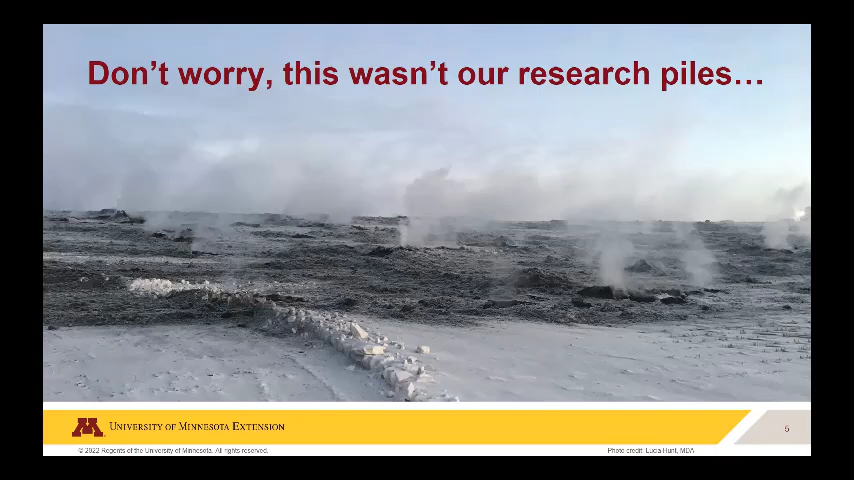 Don't worry, this wasn't our research piles…
M
UNIVERSITY OF MINNESOTA EXTENSION
5
© 2022 Regents of the University of Minnesota. All rights reserved.
Photo credit: Lucia Hunt, MDA